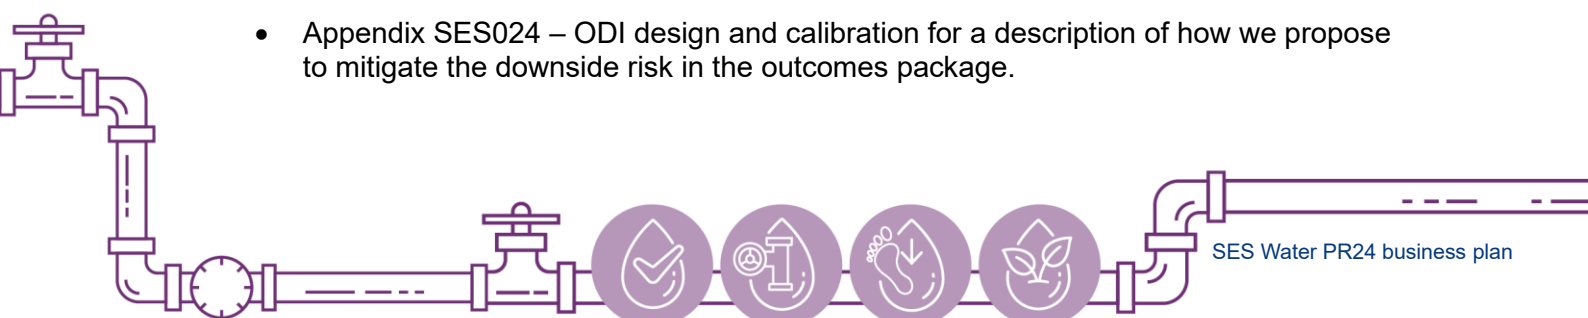 • Appendix SES024 – ODI design and calibration for a description of how we propose
to mitigate the downside risk in the outcomes package.
SES Water PR24 business plan